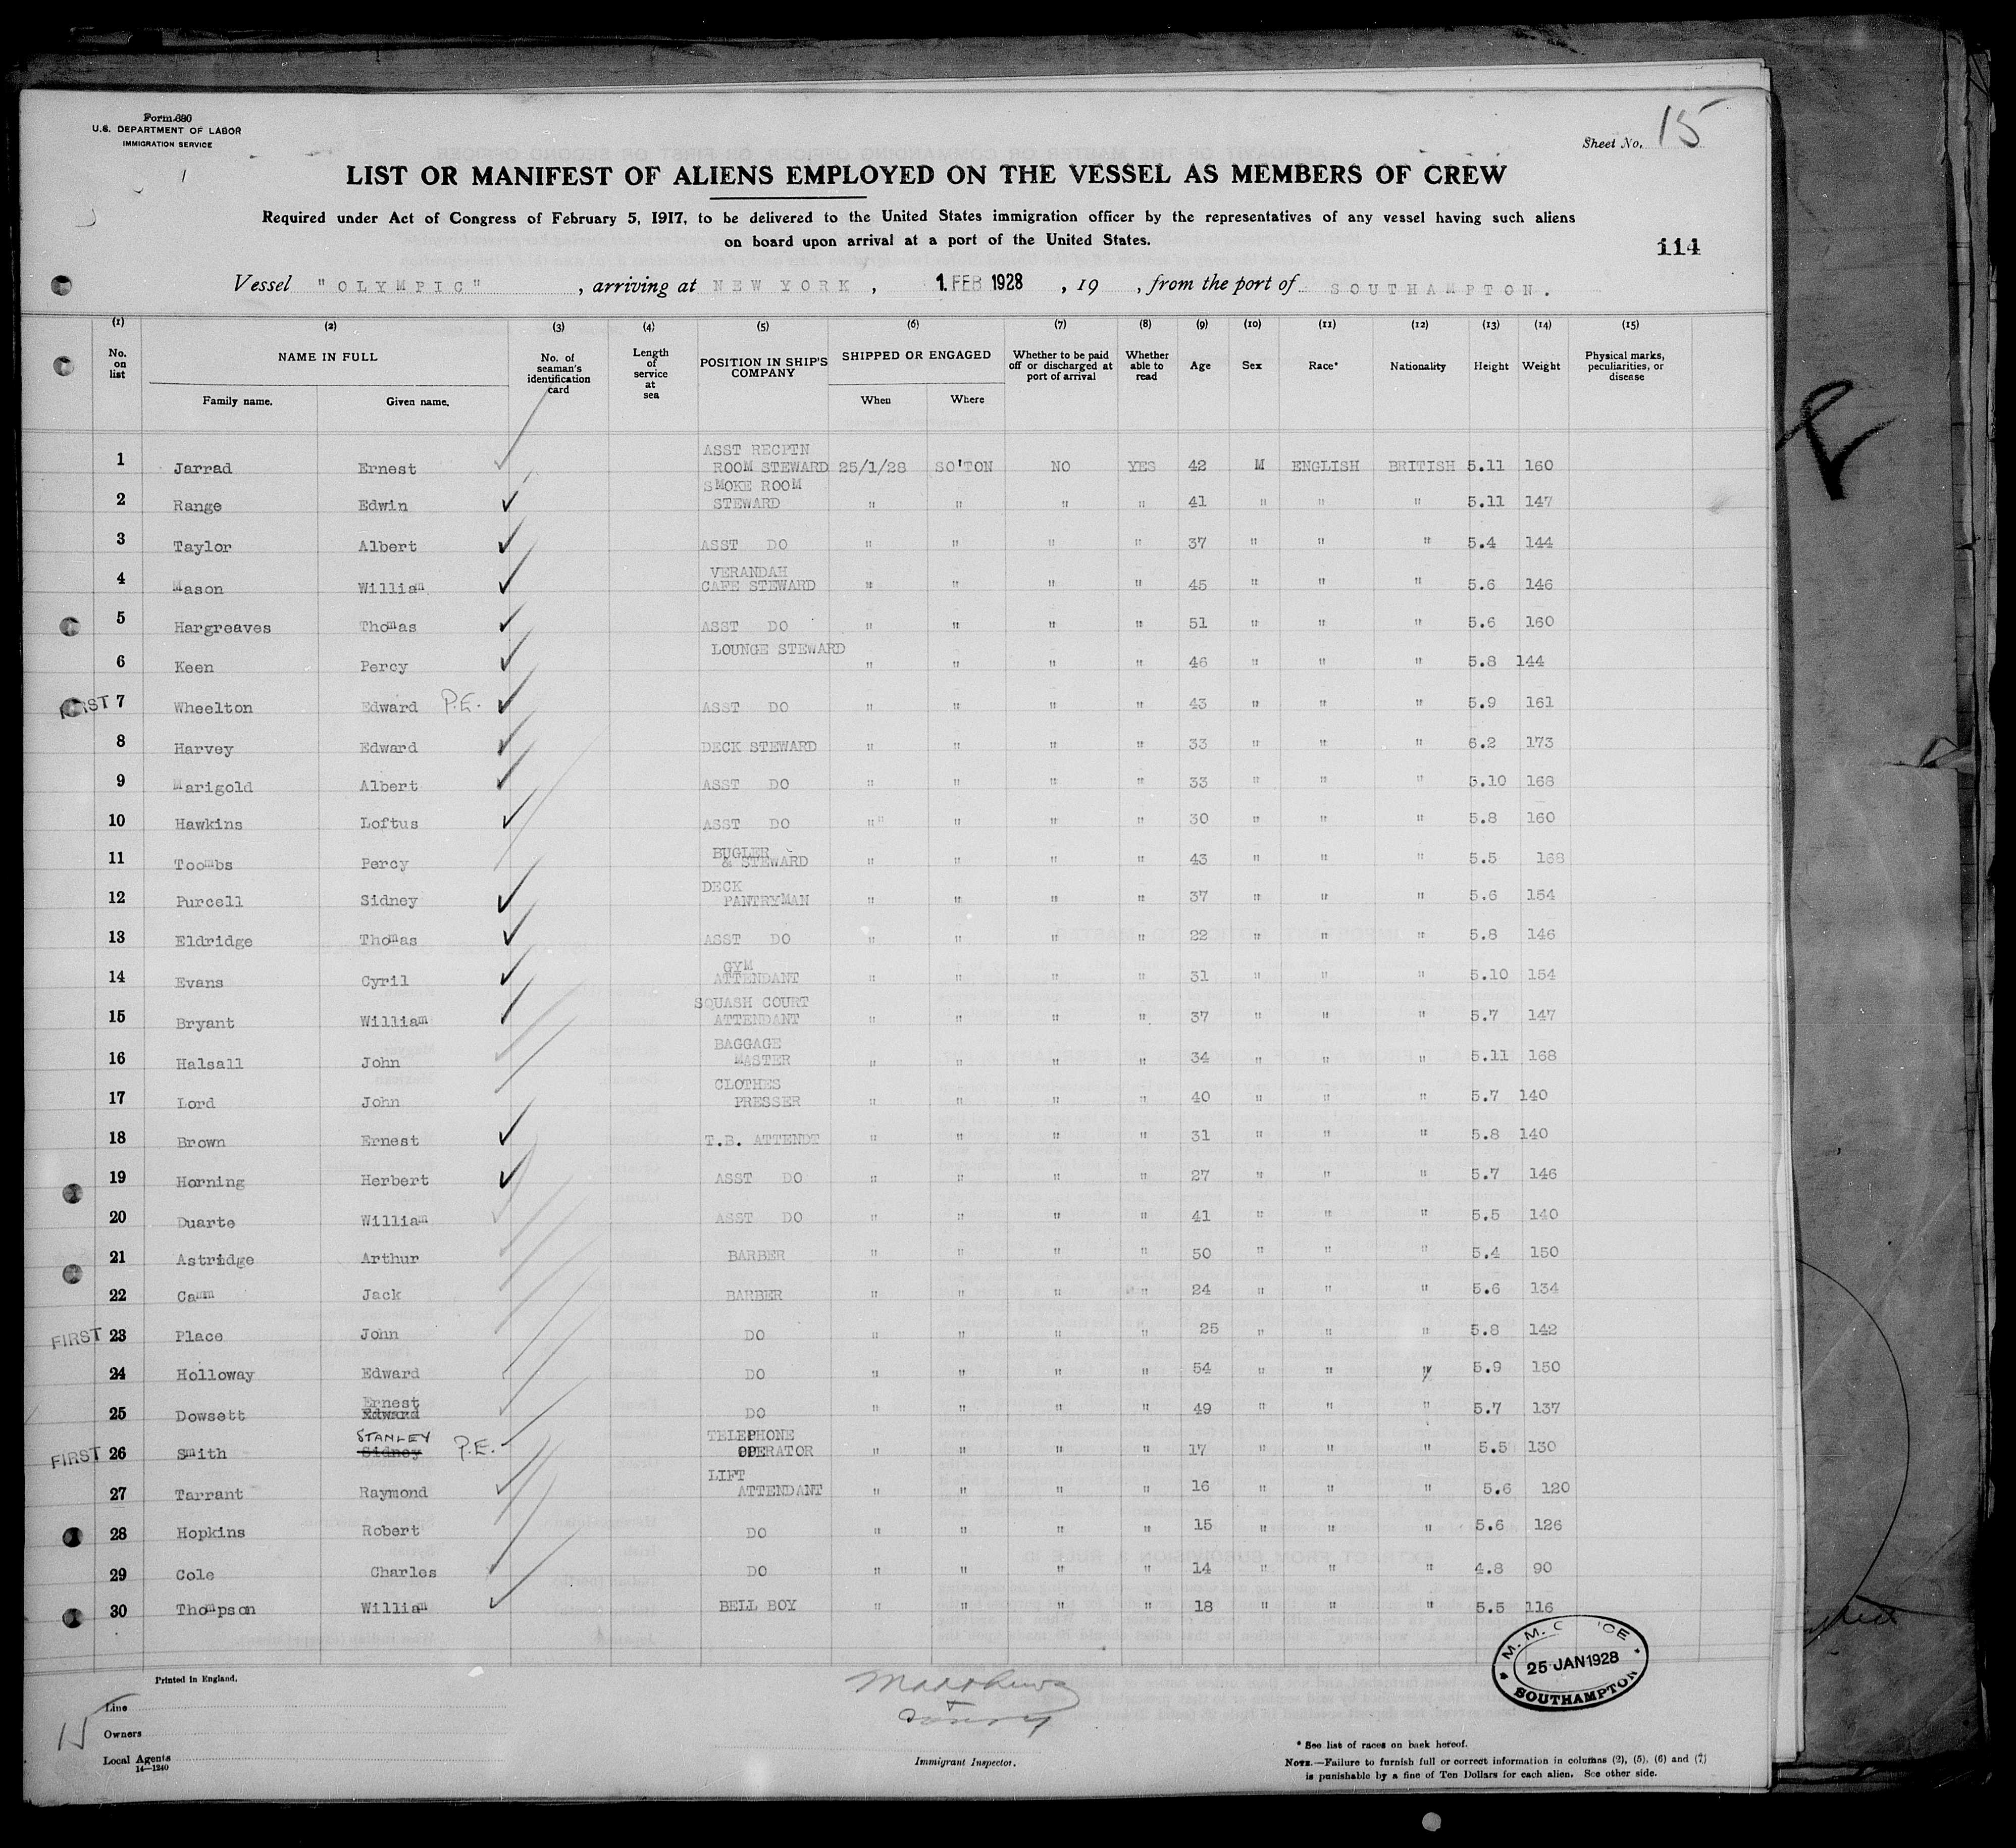 Form 680
U.S. DEPARTMENT OF LABOR
IMMIGRATION SERVICE
Sheet No. 15
LIST OR MANIFEST OF ALIENS EMPLOYED ON THE VESSEL AS MEMBERS OF CREW
Required under Act of Congress of February 5, 1917, to be delivered to the United States immigration officer by the representatives of any vessel having such aliens
on board upon arrival at a port of the United States.
114
Vessel "OLYMPIC", arriving at NEW YORK, 1. FEB 1928, 19 , from the port of SOUTHAMPTON.
(1) (2) (3) (4) (5) (6) (7) (8) (9) (10) (11) (12) (13) (14) (15)
No. on list NAME IN FULL No. of seaman's identification card Length of service at sea POSITION IN SHIP'S COMPANY SHIPPED OR ENGAGED Whether to be paid off or discharged at port of arrival Whether able to read Age Sex Race* Nationality Height Weight Physical marks, peculiarities, or disease
Family name. Given name. When Where
1 Jarrad Ernest ASST RECPTN ROOM STEWARD 25/1/28 SO'TON NO YES 42 M ENGLISH BRITISH 5.11 160
2 Range Edwin SMOKE ROOM STEWARD " " " " 41 " " " 5.11 147
3 Taylor Albert ASST DO " " " " 37 " " " 5.4 144
4 Mason William VERANDAH CAFE STEWARD " " " " 45 " " " 5.6 146
5 Hargreaves Thomas ASST DO " " " " 51 " " " 5.6 160
6 Keen Percy LOUNGE STEWARD " " " " 46 " " " 5.8 144
FIRST 7 Wheelton Edward P.E. ASST DO " " " " 43 " " " 5.9 161
8 Harvey Edward DECK STEWARD " " " " 33 " " " 6.2 173
9 Marigold Albert ASST DO " " " " 33 " " " 5.10 168
10 Hawkins Loftus ASST DO "" " " " 30 " " " 5.8 160
11 Toombs Percy BUGLER & STEWARD " " " " 43 " " " 5.5 168
12 Purcell Sidney DECK PANTRYMAN " " " " 37 " " " 5.6 154
13 Eldridge Thomas ASST DO " " " " 22 " " " 5.8 146
14 Evans Cyril GYM ATTENDANT " " " " 31 " " " 5.10 154
15 Bryant William SQUASH COURT ATTENDANT " " " " 37 " " " 5.7 147
16 Halsall John BAGGAGE MASTER " " " " 34 " " " 5.11 168
17 Lord John CLOTHES PRESSER " " " " 40 " " " 5.7 140
18 Brown Ernest T.B. ATTENDT " " " " 31 " " " 5.8 140
19 Horning Herbert ASST DO " " " " 27 " " " 5.7 146
20 Duarte William ASST DO " " " " 41 " " " 5.5 140
21 Astridge Arthur BARBER " " " " 50 " " " 5.4 150
22 Camm Jack BARBER " " " " 24 " " " 5.6 134
FIRST 23 Place John DO " " " " 25 " " " 5.8 142
24 Holloway Edward DO " " " " 54 " " " 5.9 150
25 Dowsett Ernest Edward DO " " " " 49 " " " 5.7 137
FIRST 26 Smith STANLEY Sidney P.E. TELEPHONE OPERATOR " " " " 17 " " " 5.5 130
27 Tarrant Raymond LIFT ATTENDANT " " " " 16 " " " 5.6 120
28 Hopkins Robert DO " " " " 15 " " " 5.6 126
29 Cole Charles DO " " " " 14 " " " 4.8 90
30 Thompson William BELL BOY " " " " 18 " " " 5.5 116
M. M. 25 JAN 1928 SOUTHAMPTON
Printed in England.
Line
15
Owners
Local Agents
14—1240
Matthews
Immigrant Inspector.
* See list of races on back hereof.
NOTE.—Failure to furnish full or correct information in columns (2), (5), (6) and (7)
is punishable by a fine of Ten Dollars for each alien. See other side.